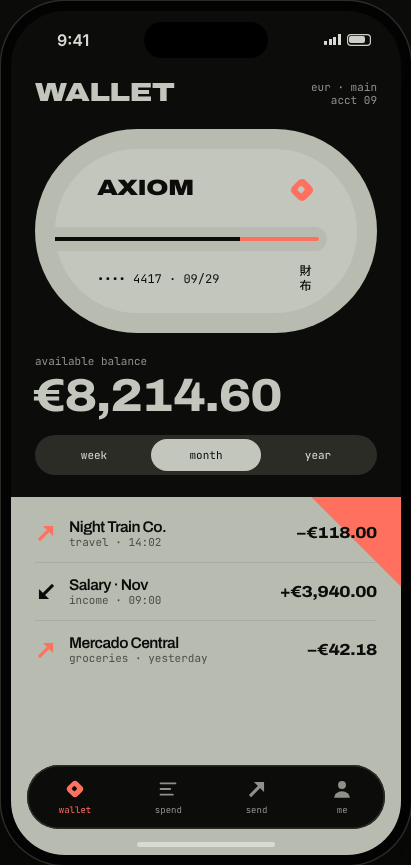 9:41
WALLET
eur · main
acct 09
AXIOM
•••• 4417 · 09/29
財
布
available balance
€8,214.60
week
month
year
Night Train Co.
–€118.00
travel · 14:02
Salary · Nov
+€3,940.00
income · 09:00
Mercado Central
–€42.18
groceries · yesterday
wallet
spend
send
me